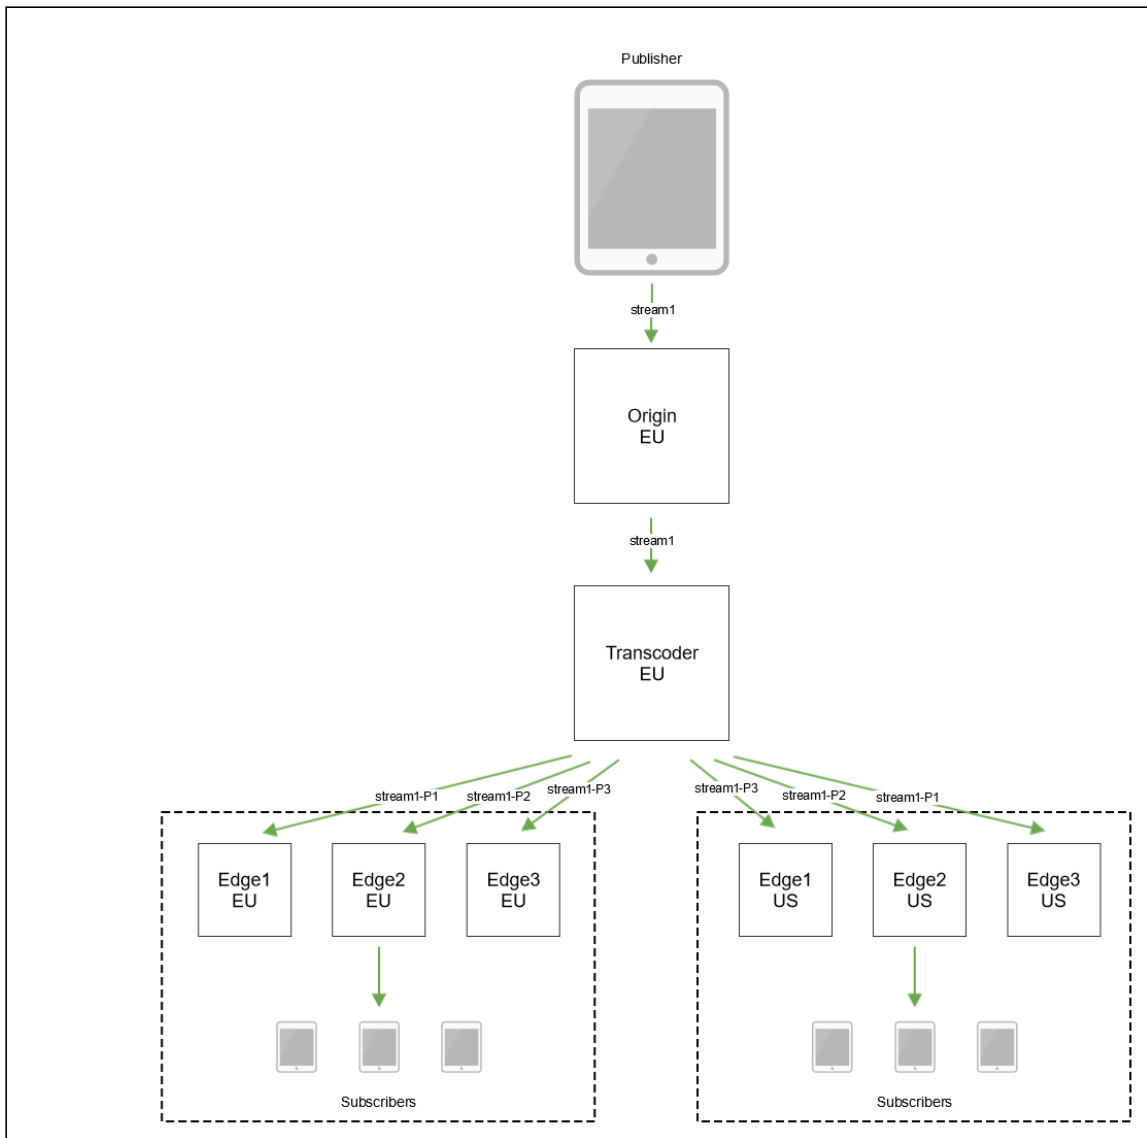 Publisher
stream1
Origin
EU
stream1
Transcoder
EU
stream1-P1
stream1-P2
stream1-P3
stream1-P3
stream1-P2
stream1-P1
Edge1
EU
Edge2
EU
Edge3
EU
Edge1
US
Edge2
US
Edge3
US
Subscribers
Subscribers